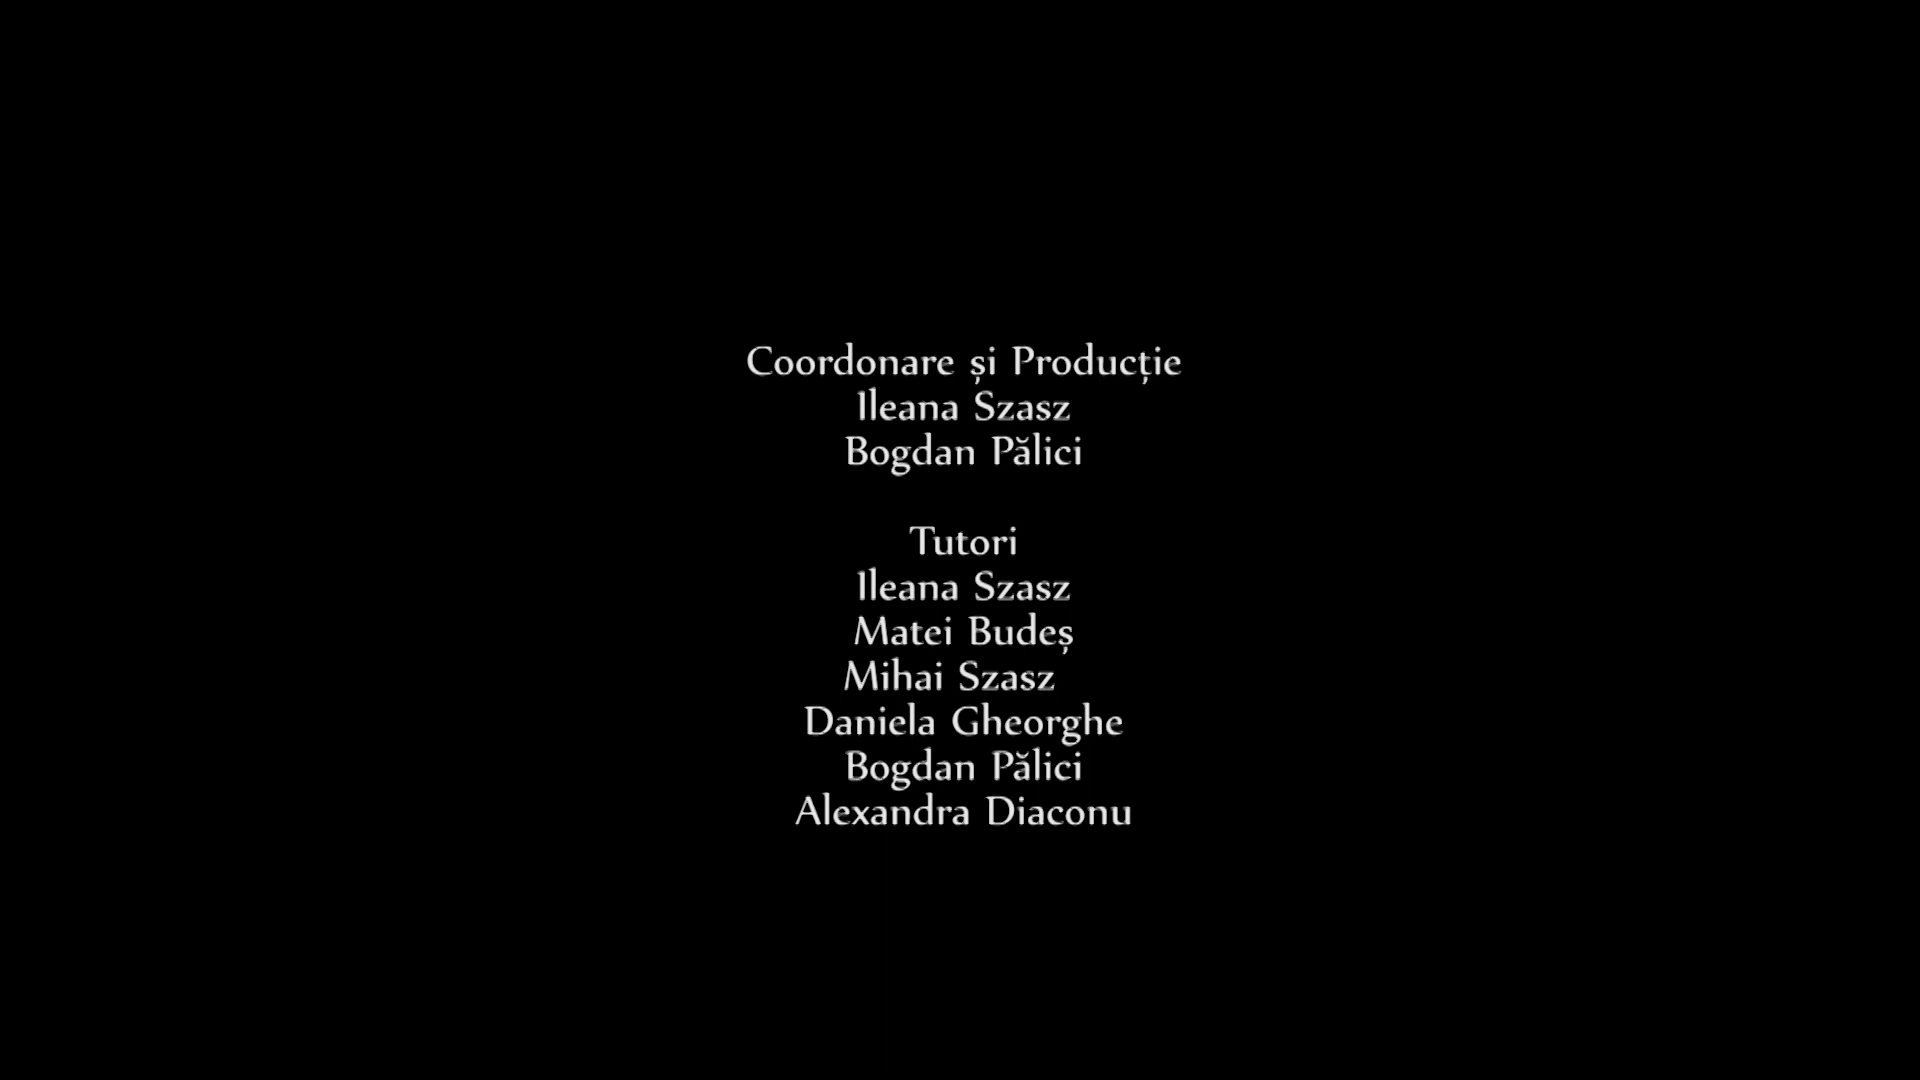 Coordonare și Producție
Ileana Szasz
Bogdan Pălici
Tutori
Ileana Szasz
Matei Budeș
Mihai Szasz
Daniela Gheorghe
Bogdan Pălici
Alexandra Diaconu